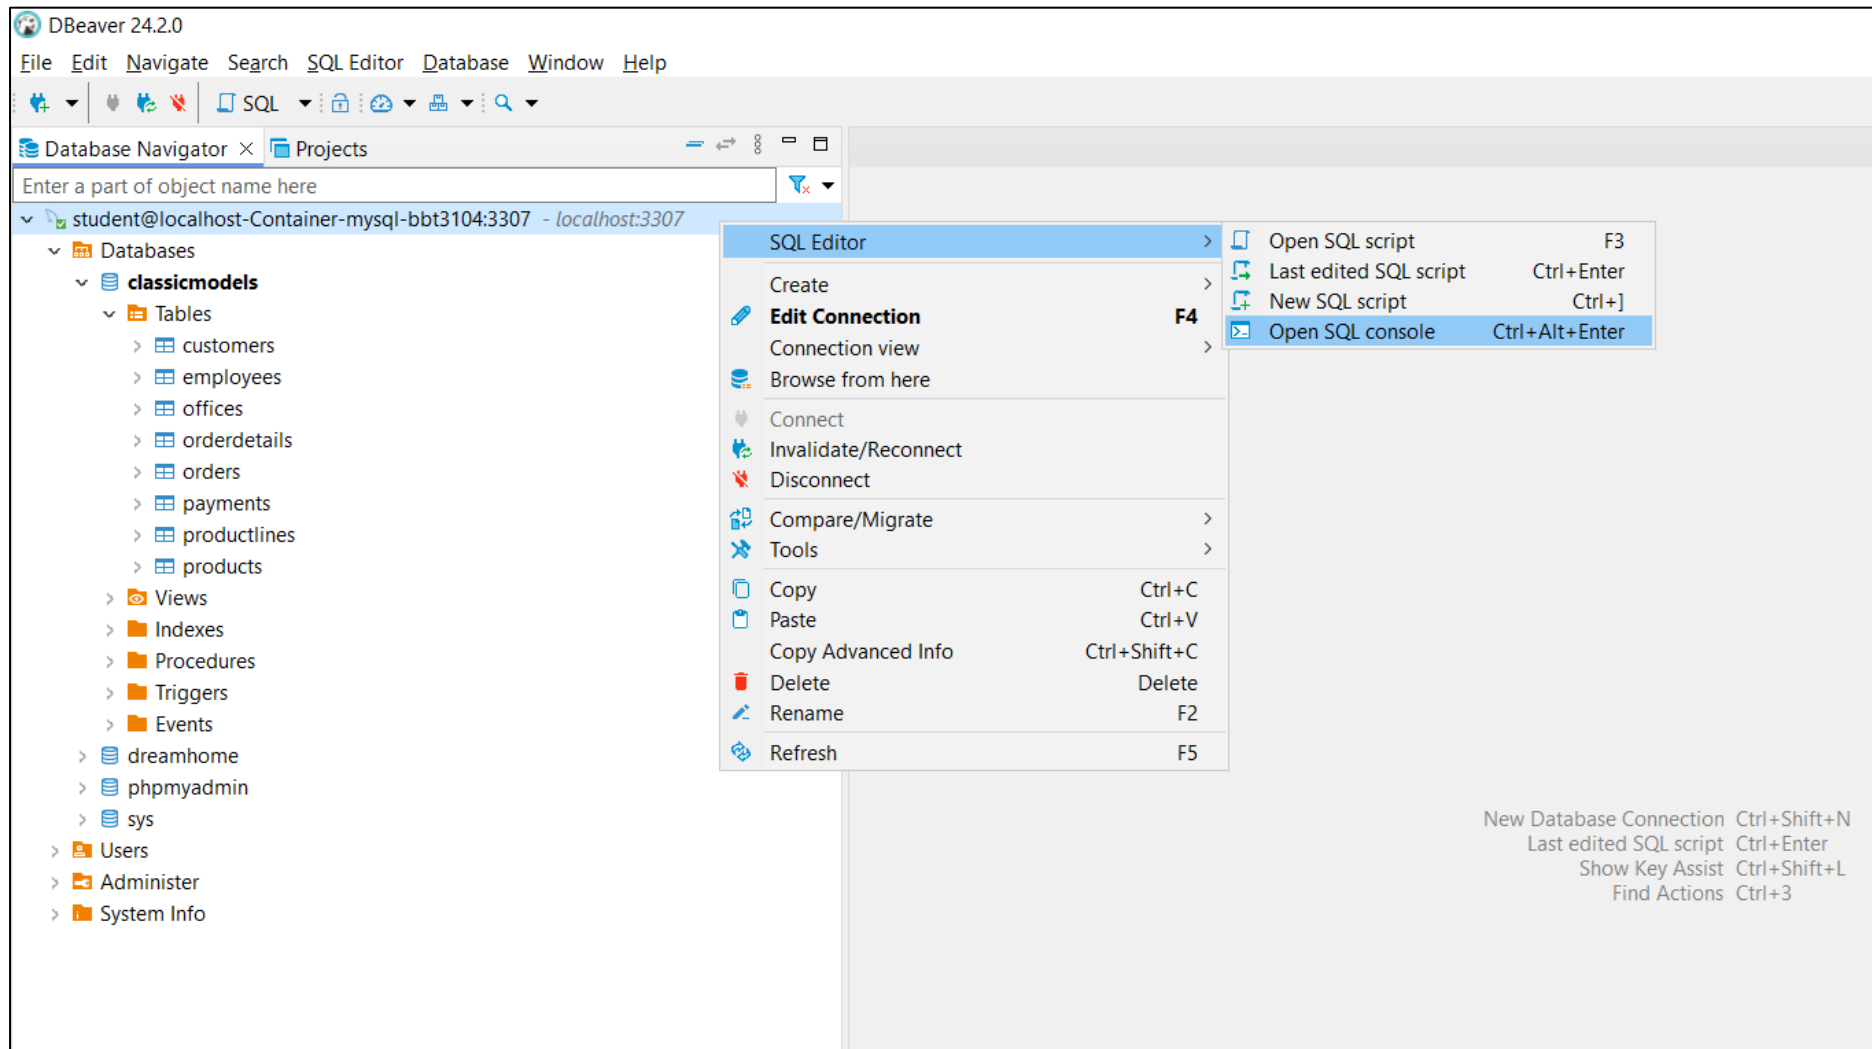 DBeaver 24.2.0
File Edit Navigate Search SQL Editor Database Window Help
SQL
Database Navigator Projects
Enter a part of object name here
student@localhost-Container-mysql-bbt3104:3307 - localhost:3307
Databases
classicmodels
Tables
customers
employees
offices
orderdetails
orders
payments
productlines
products
Views
Indexes
Procedures
Triggers
Events
dreamhome
phpmyadmin
sys
Users
Administer
System Info
SQL Editor
Create
Edit Connection F4
Connection view
Browse from here
Connect
Invalidate/Reconnect
Disconnect
Compare/Migrate
Tools
Copy Ctrl+C
Paste Ctrl+V
Copy Advanced Info Ctrl+Shift+C
Delete Delete
Rename F2
Refresh F5
Open SQL script F3
Last edited SQL script Ctrl+Enter
New SQL script Ctrl+]
Open SQL console Ctrl+Alt+Enter
New Database Connection Ctrl+Shift+N
Last edited SQL script Ctrl+Enter
Show Key Assist Ctrl+Shift+L
Find Actions Ctrl+3